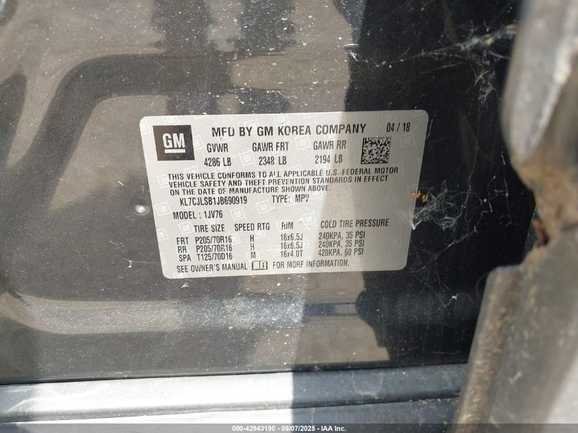 GM
MFD BY GM KOREA COMPANY 04 / 18
GVWR GAWR FRT GAWR RR
4286 LB 2348 LB 2194 LB
THIS VEHICLE CONFORMS TO ALL APPLICABLE U.S. FEDERAL MOTOR
VEHICLE SAFETY AND THEFT PREVENTION STANDARDS IN EFFECT ON
THE DATE OF MANUFACTURE SHOWN ABOVE.
KL7CJLSB1JB690919 TYPE: MPV
MODEL: 1JV76
TIRE SIZE SPEED RTG RIM COLD TIRE PRESSURE
FRT P205/70R16 H 16x6.5J 240KPA, 35 PSI
RR P205/70R16 H 16x6.5J 240KPA, 35 PSI
SPA T125/70D16 M 16x4.0T 420KPA, 60 PSI
SEE OWNER'S MANUAL FOR MORE INFORMATION.
000-42943190 - 09/07/2025 - IAA Inc.